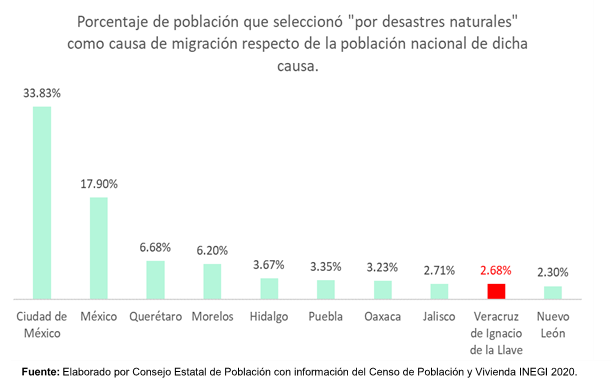 Porcentaje de población que seleccionó "por desastres naturales"
como causa de migración respecto de la población nacional de dicha
causa.
33.83%
17.90%
6.68%
6.20%
3.67%
3.35%
3.23%
2.71%
2.68%
2.30%
Ciudad de
México
México
Querétaro
Morelos
Hidalgo
Puebla
Oaxaca
Jalisco
Veracruz
de Ignacio
de la Llave
Nuevo
León
Fuente: Elaborado por Consejo Estatal de Población con información del Censo de Población y Vivienda INEGI 2020.